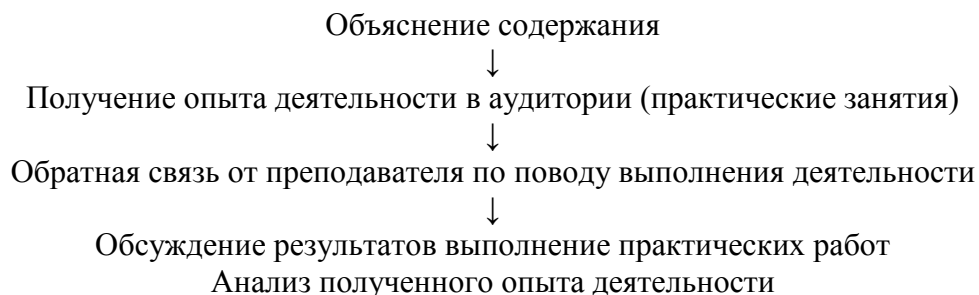 Объяснение содержания
↓
Получение опыта деятельности в аудитории (практические занятия)
↓
Обратная связь от преподавателя по поводу выполнения деятельности
↓
Обсуждение результатов выполнение практических работ
Анализ полученного опыта деятельности